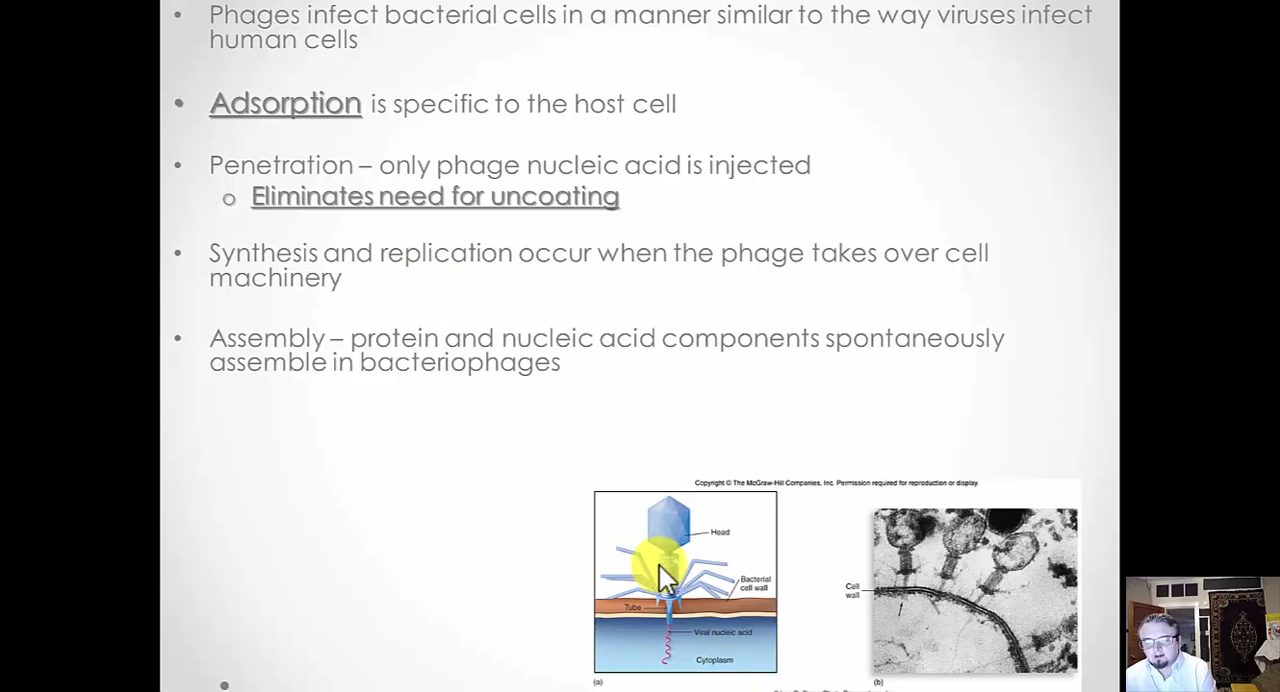 • Phages infect bacterial cells in a manner similar to the way viruses infect
human cells
• Adsorption is specific to the host cell
• Penetration – only phage nucleic acid is injected
o Eliminates need for uncoating
• Synthesis and replication occur when the phage takes over cell
machinery
• Assembly – protein and nucleic acid components spontaneously
assemble in bacteriophages
Copyright © The McGraw-Hill Companies, Inc. Permission required for reproduction or display.
Head
Bacterial
cell wall
Tube
Viral nucleic acid
Cytoplasm
(a)
Cell
wall
(b)